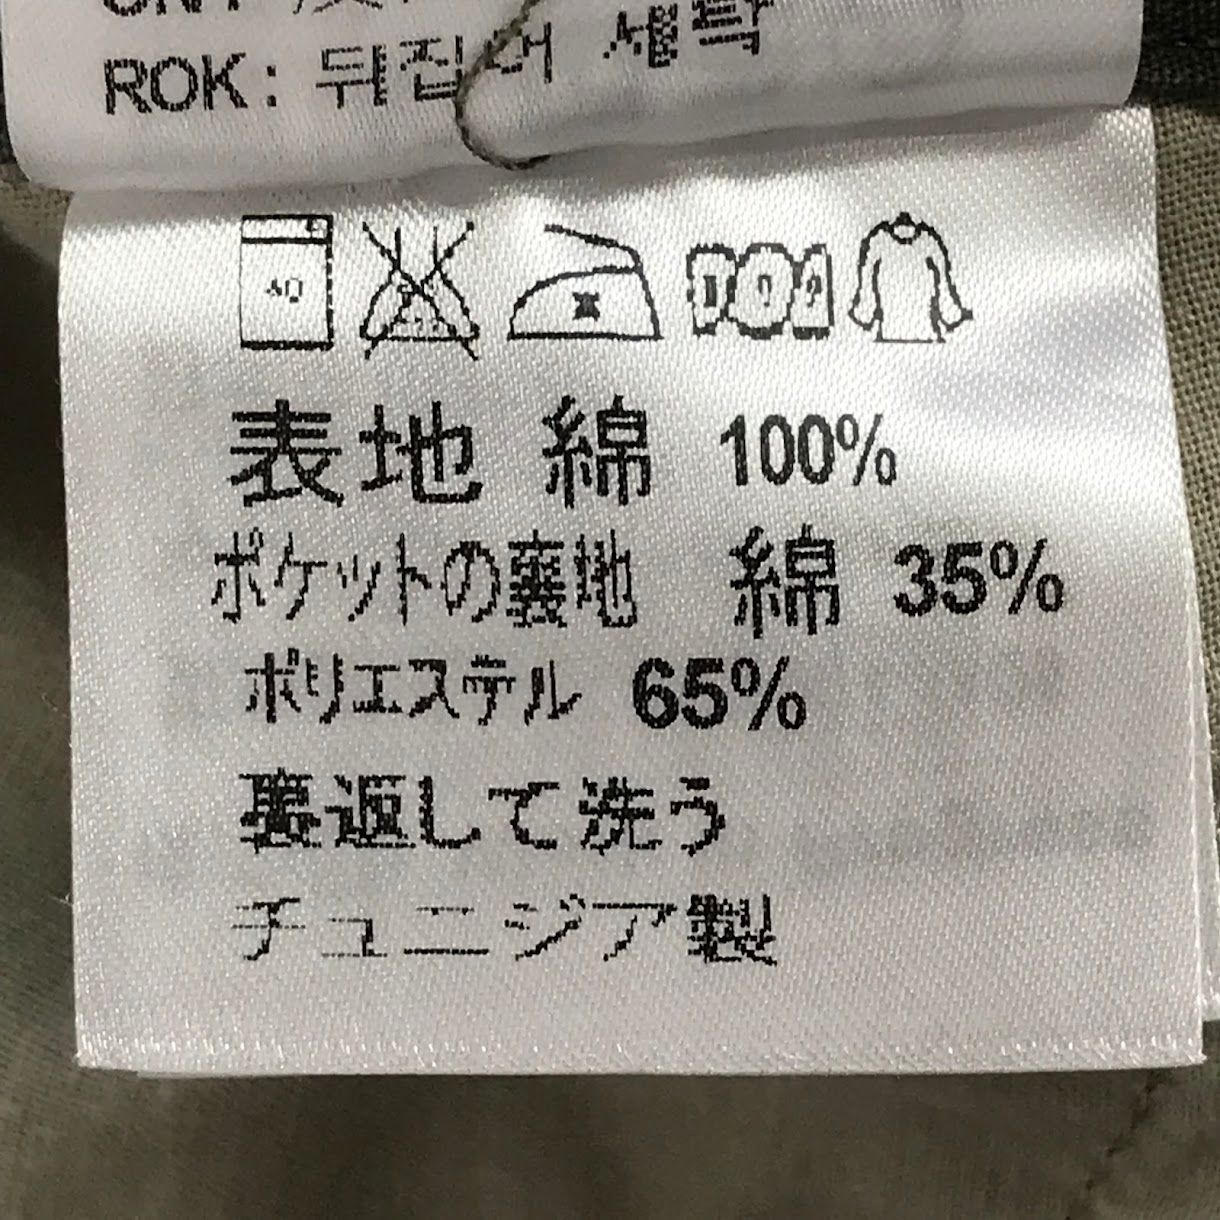 ROK: 뒤집어 세탁
40
表地 綿 100%
ポケットの裏地 綿 35%
ポリエステル 65%
裏返して洗う
チュニジア製